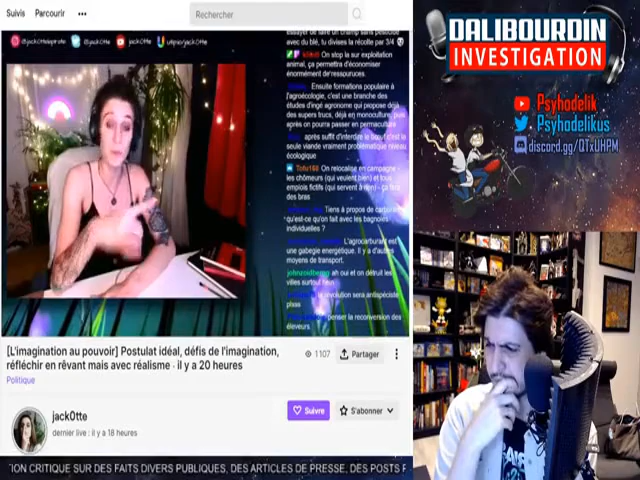 Suivis Parcourir Rechercher
jack0tte
essayer de faire un champ sans pesticide
avec du blé, tu divises la récolte par 3/4
On stop la sur exploitation
animal, ça permettra d'économiser
énormément de ressources.
Ensuite formations populaire à
l'agroécologie, c'est une branche des
études d'ingé agronome qui propose déjà
des supers trucs, déjà en monoculture, puis
après on pourra passer en permaculture
après suffit d'interdire le bœuf c'est le
seule viande vraiment problématique niveau
écologique
On relocalise en campagne -
les chômeurs (qui veulent bien) et tous
emplois fictifs (qui servent à rien) - ça fera
des bras
Tiens à propos de
qu'est-ce qu'on fait avec les bagnoles
individuelles ?
L'agrocarburant est
une gabegie énergétique. Il y a d'autres
moyens de transport.
ah oui et on détruit les
villes surtout hein
la révolution sera antispéciste
penser la reconversion des
éleveurs.
[L'imagination au pouvoir] Postulat idéal, défis de l'imagination,
réfléchir en rêvant mais avec réalisme · il y a 20 heures
1107 Partager
Politique
jack0tte
dernier live : il y a 18 heures
Suivre
S'abonner
ION CRITIQUE SUR DES FAITS DIVERS PUBLIQUES, DES ARTICLES DE PRESSE, DES POSTS F
DALIBOURDIN
INVESTIGATION
Psyhodelik
Psyhodelikus
discord.gg/QTxUHPM